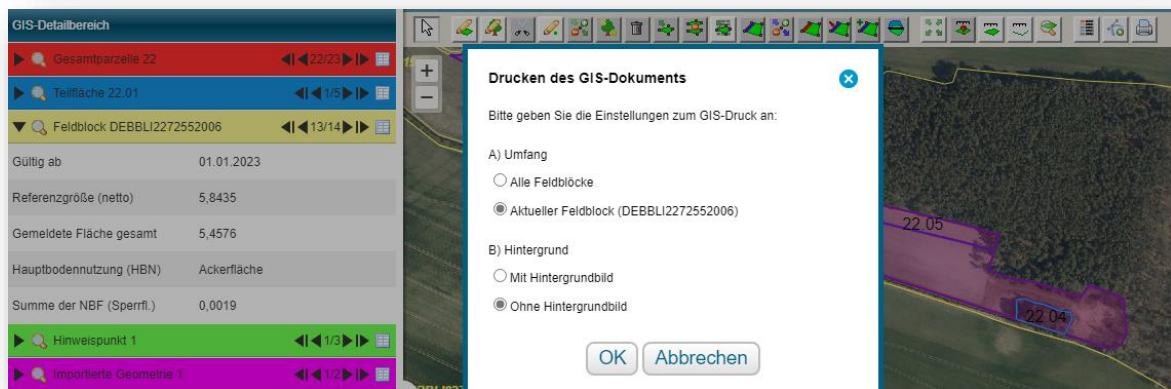 GIS-Detailbereich
Gesamtparzelle 22
22/23
Teilfläche 22.01
1/5
Feldblock DEBBLI2272552006
13/14
Gültig ab
01.01.2023
Referenzgröße (netto)
5,8435
Gemeldete Fläche gesamt
5,4576
Hauptbodennutzung (HBN)
Ackerfläche
Summe der NBF (Sperrfl.)
0,0019
Hinweispunkt 1
1/3
Importierte Geometrie 1
1/2
Drucken des GIS-Dokuments
Bitte geben Sie die Einstellungen zum GIS-Druck an:
A) Umfang
Alle Feldblöcke
Aktueller Feldblock (DEBBLI2272552006)
B) Hintergrund
Mit Hintergrundbild
Ohne Hintergrundbild
OK
Abbrechen
22.05
22.04